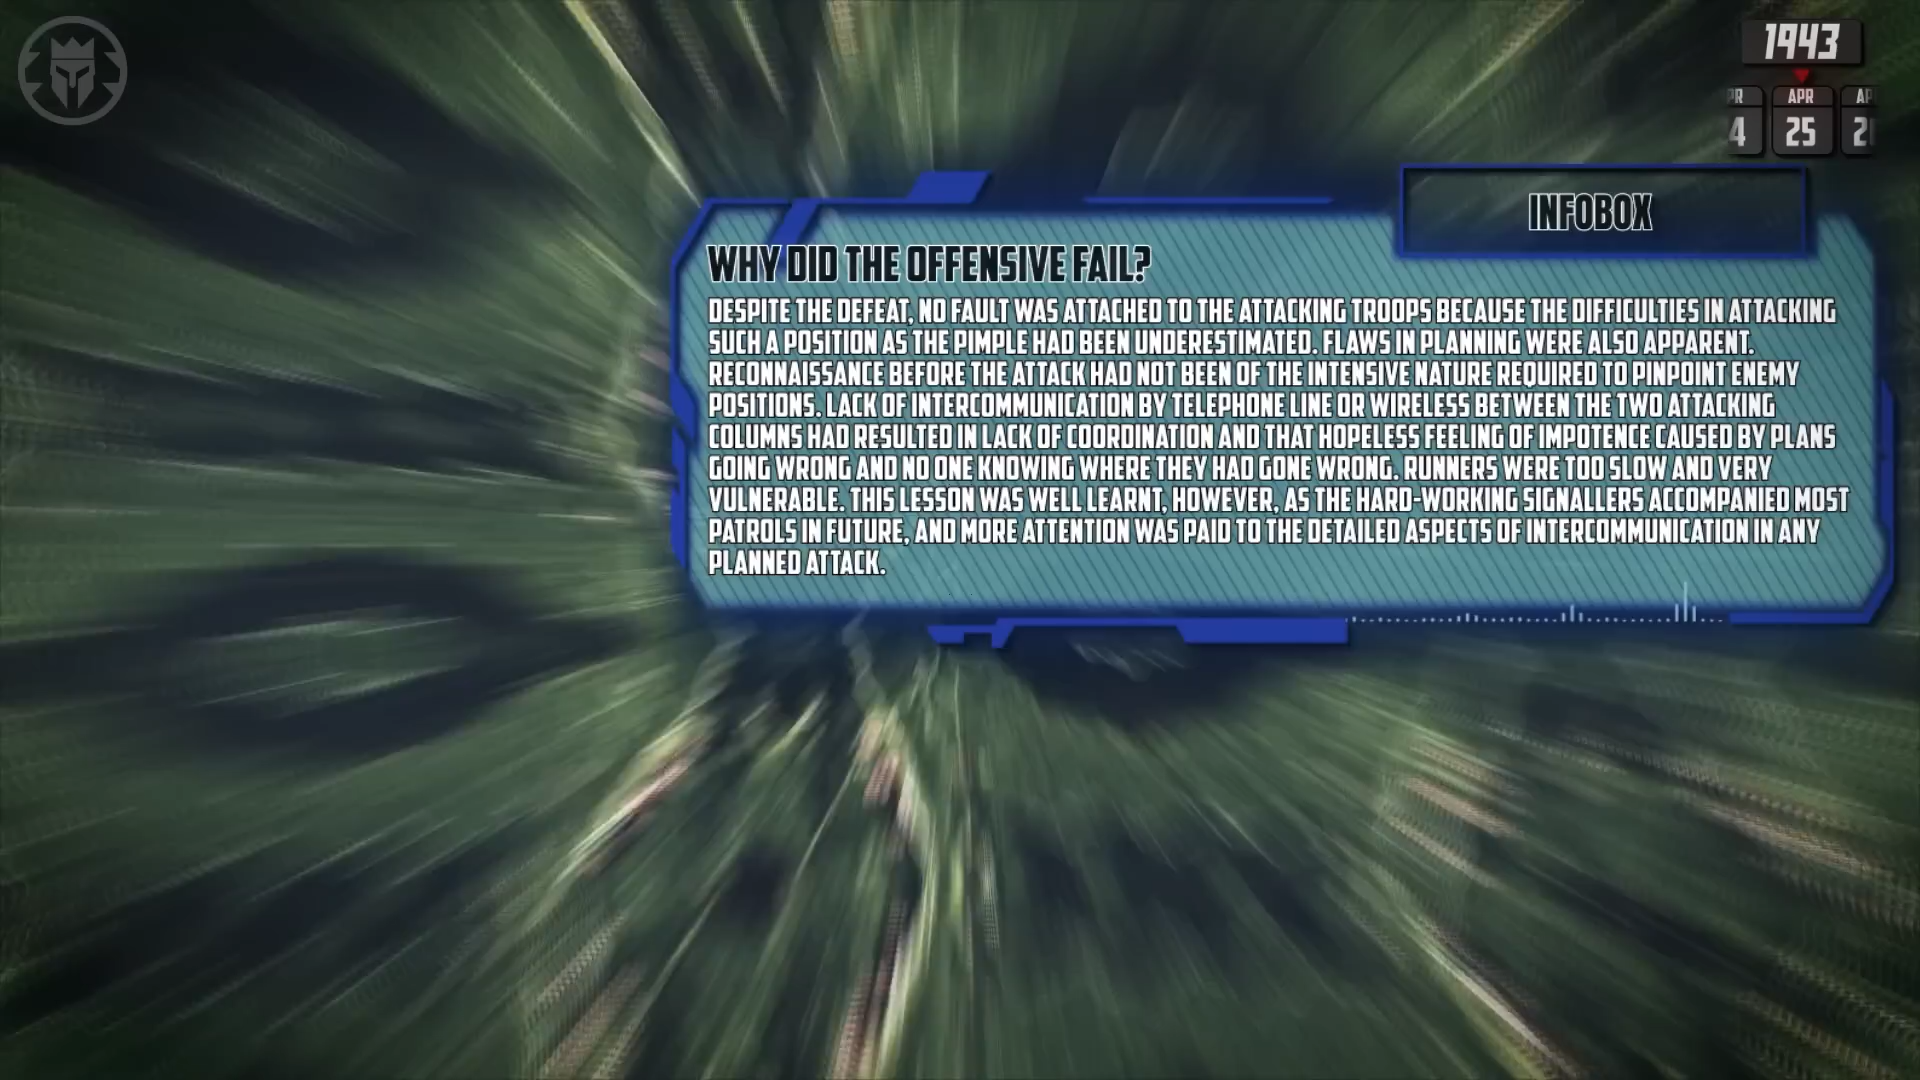 1943
PR APR AP
4 25 2
INFOBOX
WHY DID THE OFFENSIVE FAIL?
DESPITE THE DEFEAT, NO FAULT WAS ATTACHED TO THE ATTACKING TROOPS BECAUSE THE DIFFICULTIES IN ATTACKING
SUCH A POSITION AS THE PIMPLE HAD BEEN UNDERESTIMATED. FLAWS IN PLANNING WERE ALSO APPARENT.
RECONNAISSANCE BEFORE THE ATTACK HAD NOT BEEN OF THE INTENSIVE NATURE REQUIRED TO PINPOINT ENEMY
POSITIONS. LACK OF INTERCOMMUNICATION BY TELEPHONE LINE OR WIRELESS BETWEEN THE TWO ATTACKING
COLUMNS HAD RESULTED IN LACK OF COORDINATION AND THAT HOPELESS FEELING OF IMPOTENCE CAUSED BY PLANS
GOING WRONG AND NO ONE KNOWING WHERE THEY HAD GONE WRONG. RUNNERS WERE TOO SLOW AND VERY
VULNERABLE. THIS LESSON WAS WELL LEARNT, HOWEVER, AS THE HARD-WORKING SIGNALLERS ACCOMPANIED MOST
PATROLS IN FUTURE, AND MORE ATTENTION WAS PAID TO THE DETAILED ASPECTS OF INTERCOMMUNICATION IN ANY
PLANNED ATTACK.